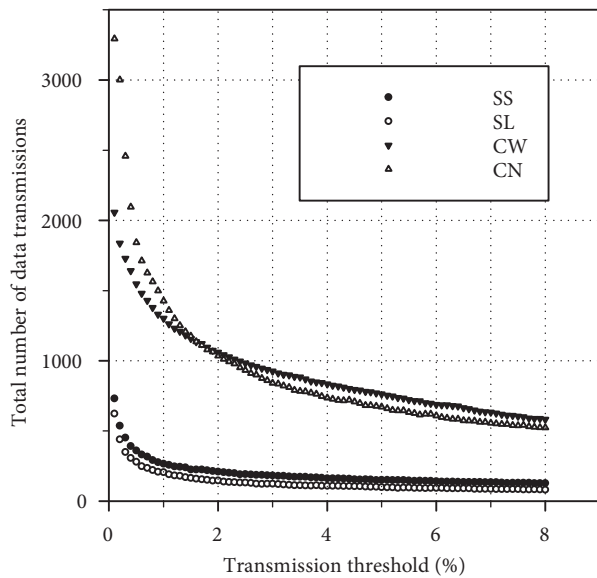 3000
2000
1000
0
Total number of data transmissions
SS
SL
CW
CN
0 2 4 6 8
Transmission threshold (%)